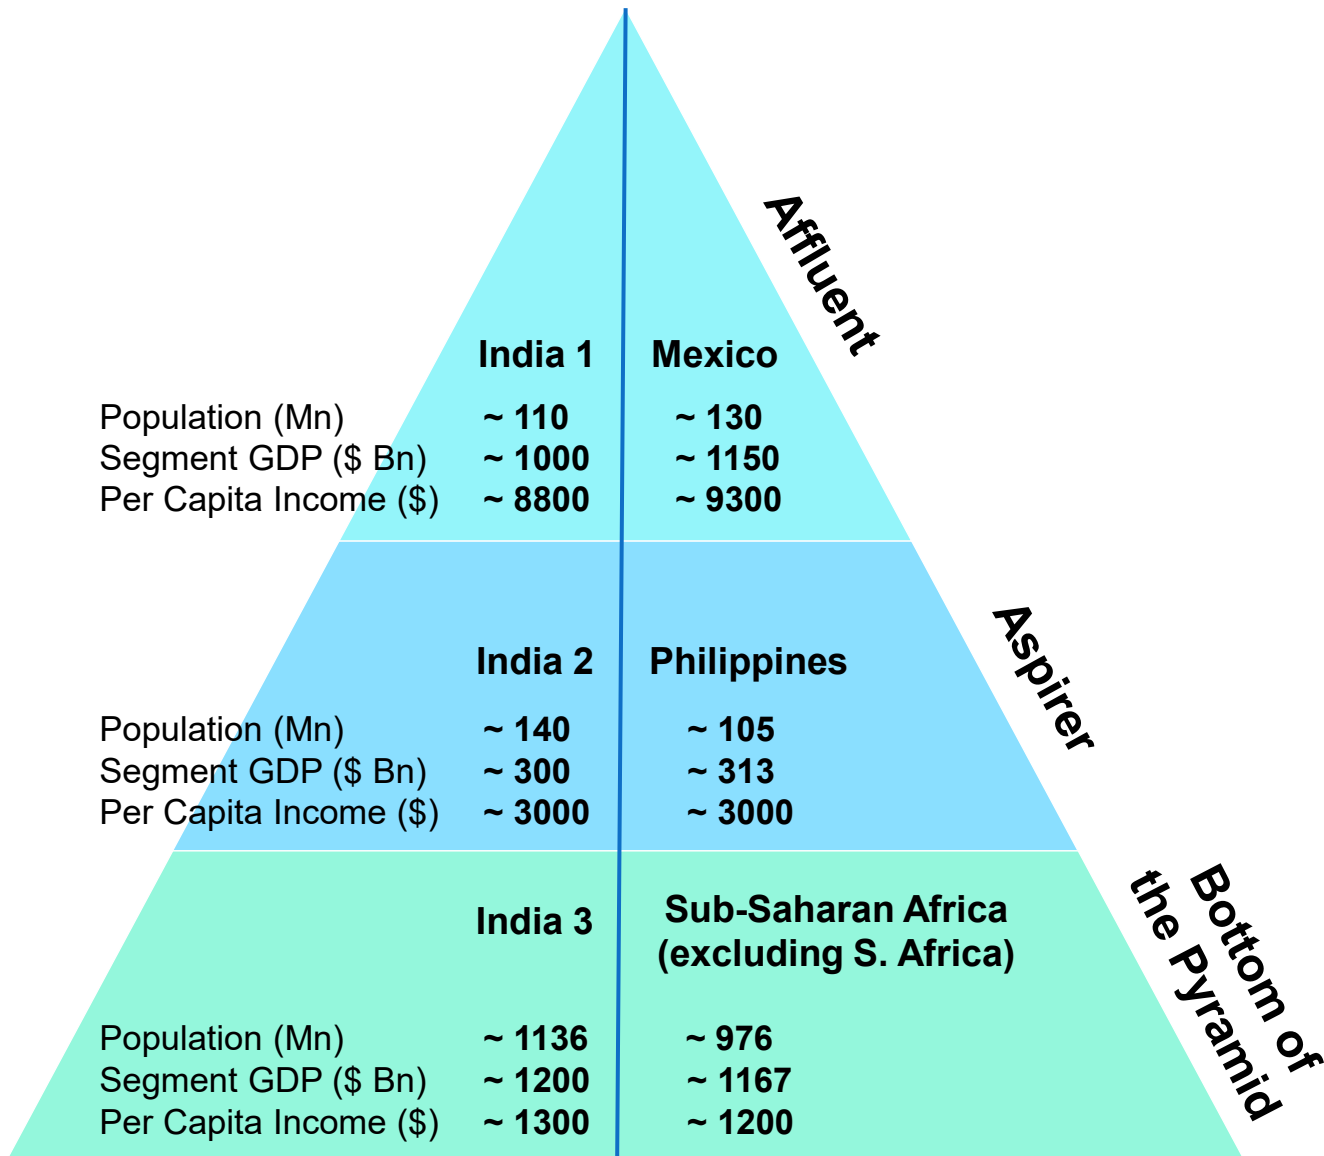 Affluent
India 1 Mexico
Population (Mn) ~ 110 ~ 130
Segment GDP ($ Bn) ~ 1000 ~ 1150
Per Capita Income ($) ~ 8800 ~ 9300
Aspirer
India 2 Philippines
Population (Mn) ~ 140 ~ 105
Segment GDP ($ Bn) ~ 300 ~ 313
Per Capita Income ($) ~ 3000 ~ 3000
Bottom of
the Pyramid
India 3 Sub-Saharan Africa
(excluding S. Africa)
Population (Mn) ~ 1136 ~ 976
Segment GDP ($ Bn) ~ 1200 ~ 1167
Per Capita Income ($) ~ 1300 ~ 1200